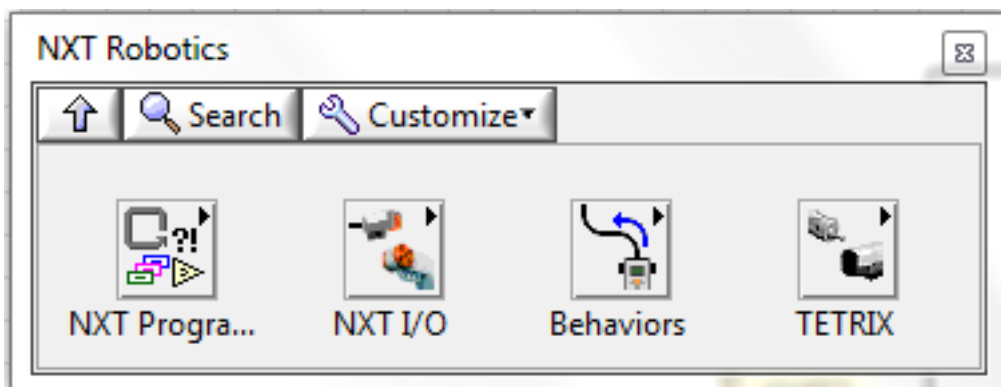 NXT Robotics
Search Customize
?!
NXT Progra... NXT I/O Behaviors TETRIX